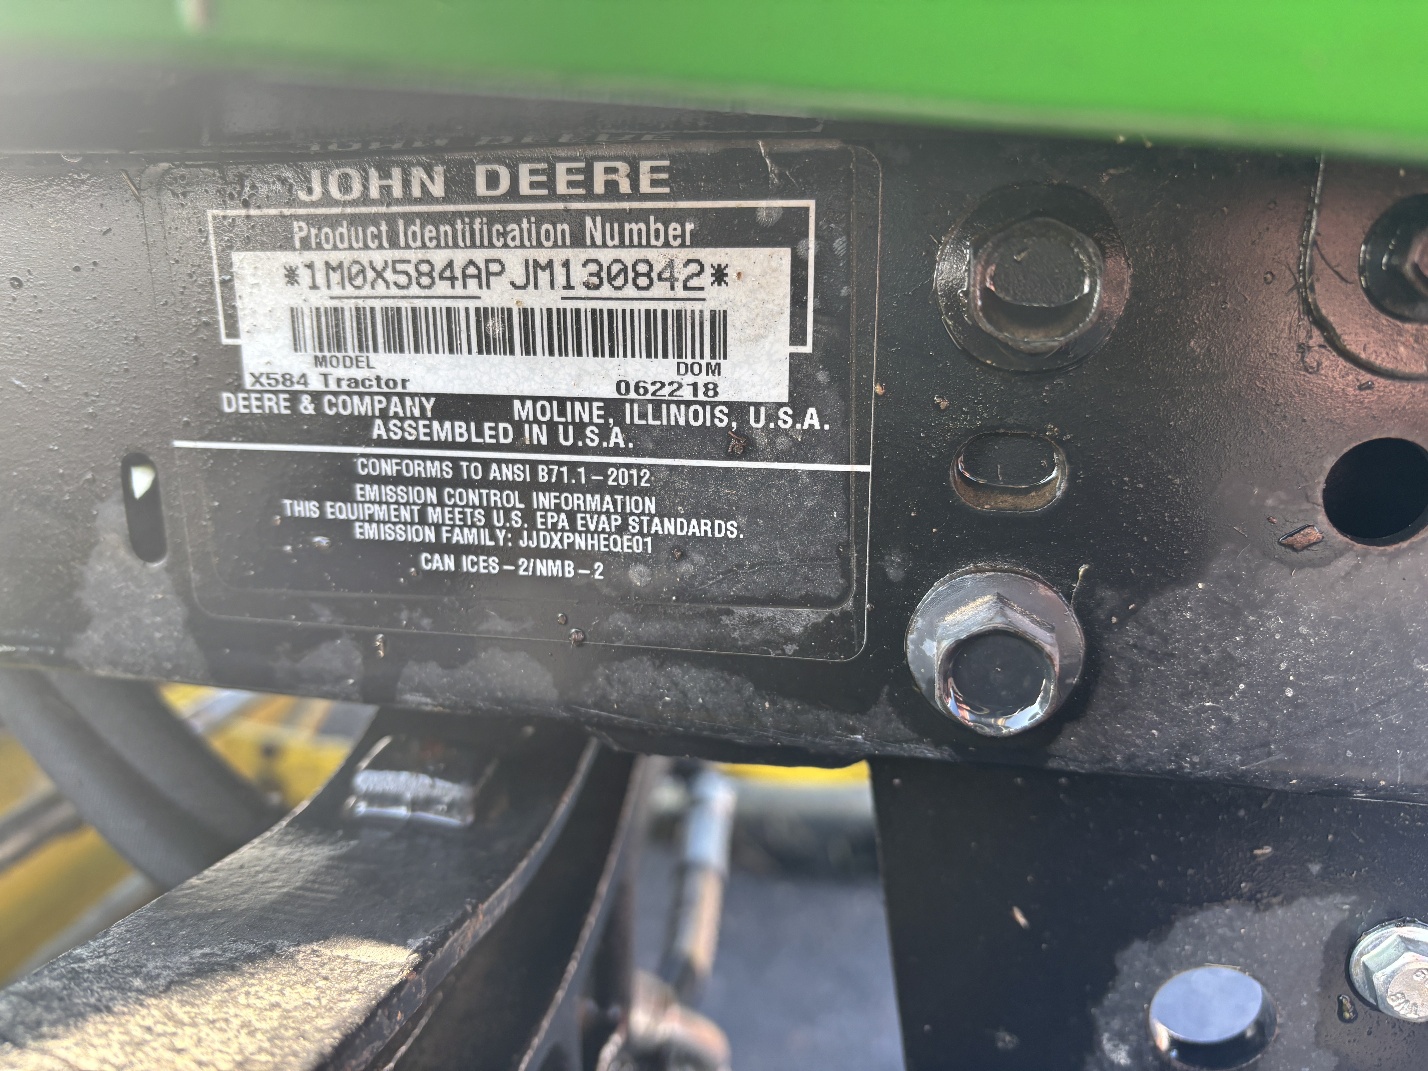 JOHN DEERE
Product Identification Number
*1M0X584APJM130842*
MODEL DOM
X584 Tractor 062218
DEERE & COMPANY MOLINE, ILLINOIS, U.S.A.
ASSEMBLED IN U.S.A.
CONFORMS TO ANSI B71.1-2012
EMISSION CONTROL INFORMATION
THIS EQUIPMENT MEETS U.S. EPA EVAP STANDARDS.
EMISSION FAMILY: JJDXPNHEQE01
CAN ICES-2/NMB-2